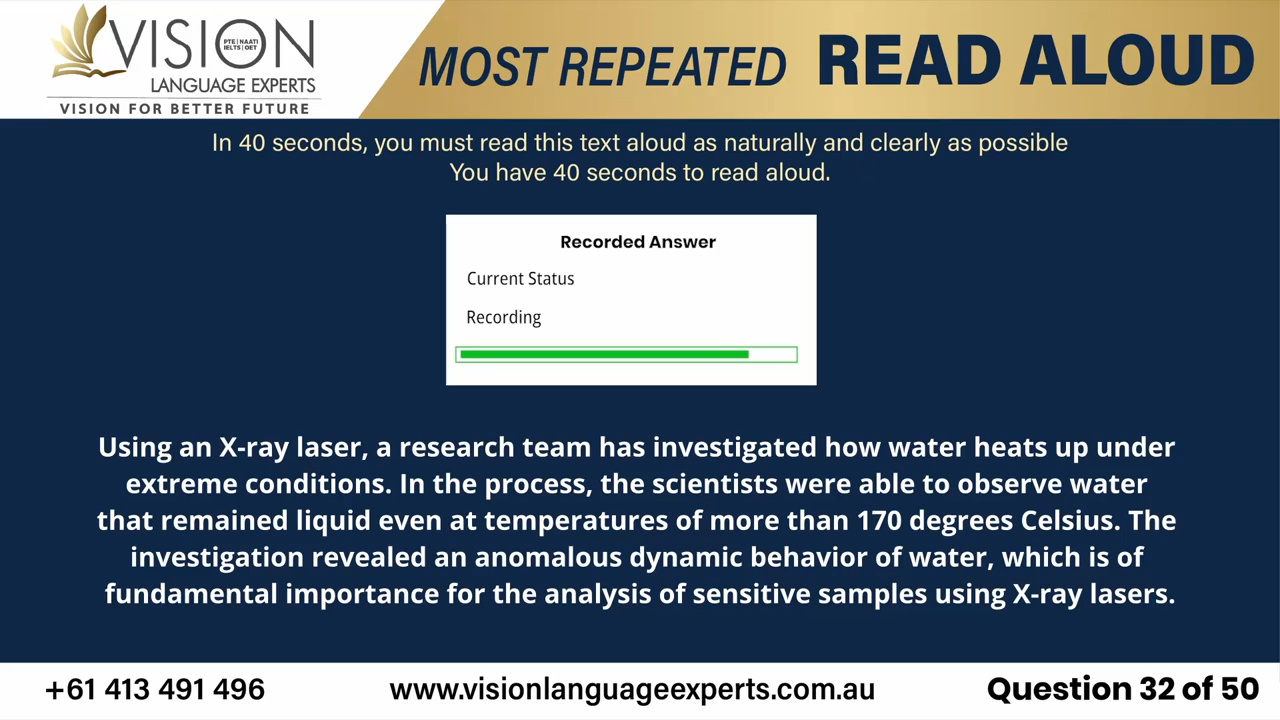 VISION
PTE | NAATI
IELTS | OET
LANGUAGE EXPERTS
VISION FOR BETTER FUTURE
MOST REPEATED READ ALOUD
In 40 seconds, you must read this text aloud as naturally and clearly as possible
You have 40 seconds to read aloud.
Recorded Answer
Current Status
Recording
Using an X-ray laser, a research team has investigated how water heats up under
extreme conditions. In the process, the scientists were able to observe water
that remained liquid even at temperatures of more than 170 degrees Celsius. The
investigation revealed an anomalous dynamic behavior of water, which is of
fundamental importance for the analysis of sensitive samples using X-ray lasers.
+61 413 491 496
www.visionlanguageexperts.com.au
Question 32 of 50